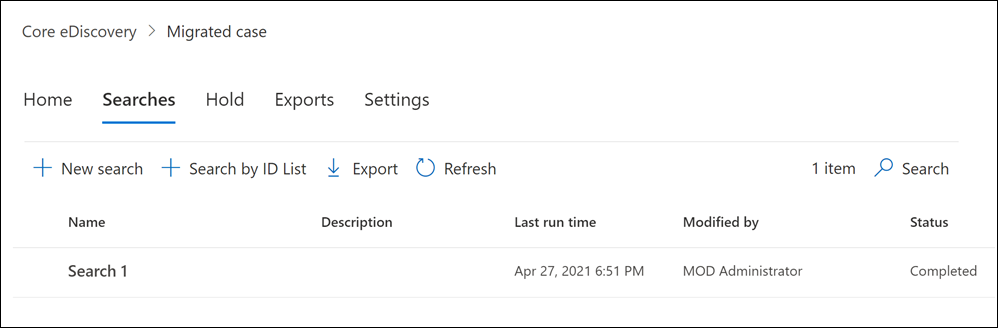 Core eDiscovery > Migrated case
Home Searches Hold Exports Settings
New search Search by ID List Export Refresh 1 item Search
Name Description Last run time Modified by Status
Search 1 Apr 27, 2021 6:51 PM MOD Administrator Completed